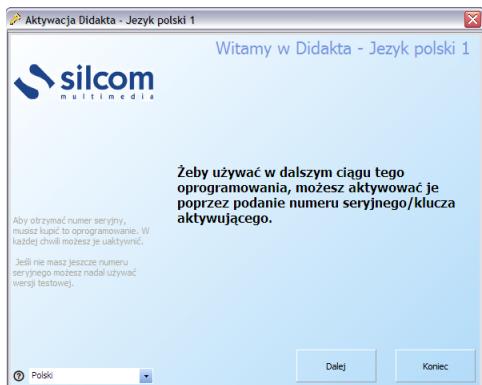 Aktywacja Didakta - Jezyk polski 1
Witamy w Didakta - Jezyk polski 1
silcom
multimedia
Żeby używać w dalszym ciągu tego
oprogramowania, możesz aktywować je
poprzez podanie numeru seryjnego/klucza
aktywującego.
Aby otrzymać numer seryjny,
musisz kupić to oprogramowanie. W
każdej chwili możesz je uaktywnić.
Jeśli nie masz jeszcze numeru
seryjnego możesz nadal używać
wersji testowej.
Polski
Dalej
Koniec